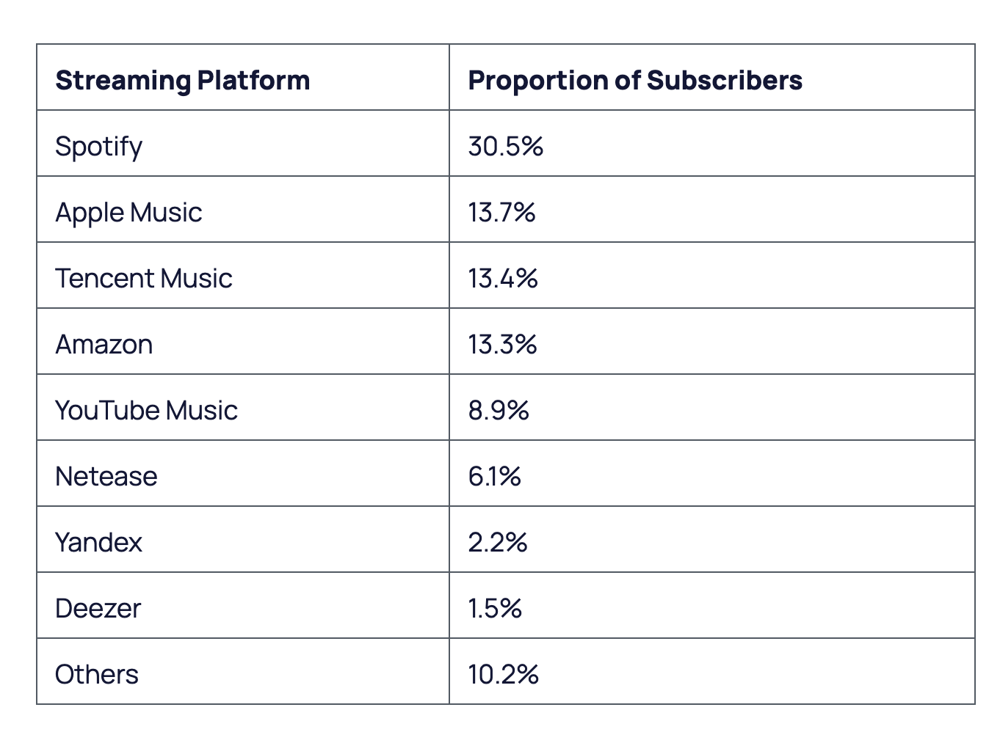 Streaming Platform Proportion of Subscribers
Spotify 30.5%
Apple Music 13.7%
Tencent Music 13.4%
Amazon 13.3%
YouTube Music 8.9%
Netease 6.1%
Yandex 2.2%
Deezer 1.5%
Others 10.2%